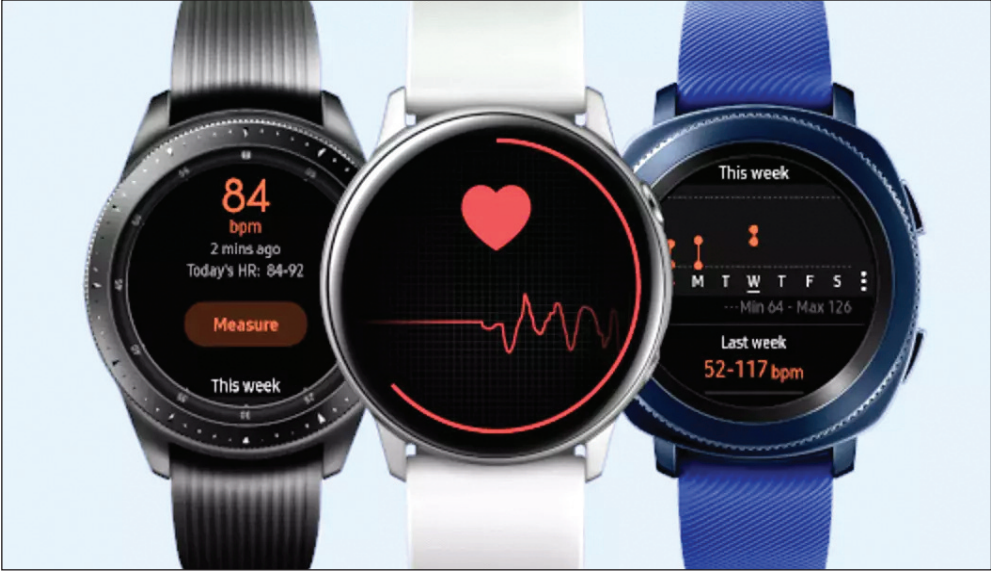 84
bpm
2 mins ago
Today's HR: 84-92
Measure
This week
This week
M T W T F S
Min 64 - Max 126
Last week
52-117 bpm